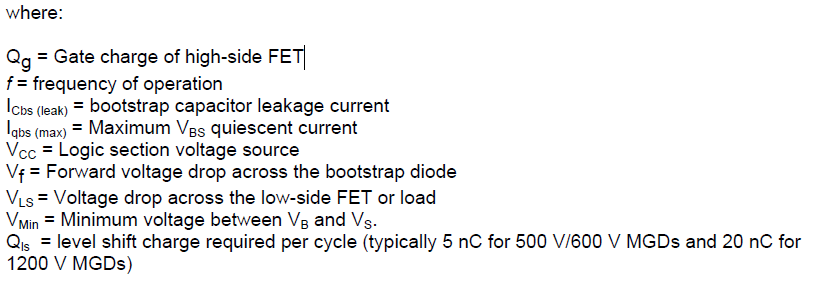 where:
Qg = Gate charge of high-side FET
f = frequency of operation
ICbs (leak) = bootstrap capacitor leakage current
Iqbs (max) = Maximum VBS quiescent current
VCC = Logic section voltage source
Vf = Forward voltage drop across the bootstrap diode
VLS = Voltage drop across the low-side FET or load
VMin = Minimum voltage between VB and VS.
Qls = level shift charge required per cycle (typically 5 nC for 500 V/600 V MGDs and 20 nC for
1200 V MGDs)